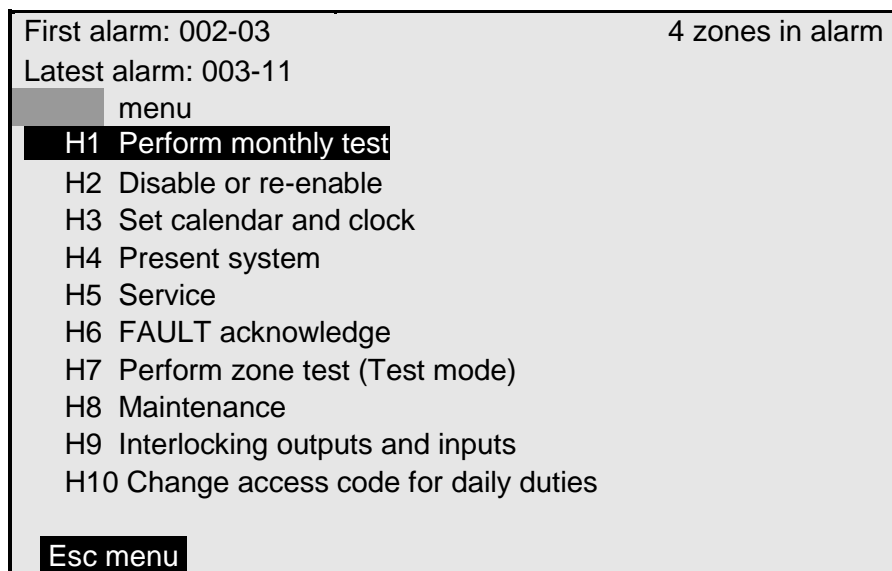 First alarm: 002-03 4 zones in alarm
Latest alarm: 003-11
menu
H1 Perform monthly test
H2 Disable or re-enable
H3 Set calendar and clock
H4 Present system
H5 Service
H6 FAULT acknowledge
H7 Perform zone test (Test mode)
H8 Maintenance
H9 Interlocking outputs and inputs
H10 Change access code for daily duties
Esc menu